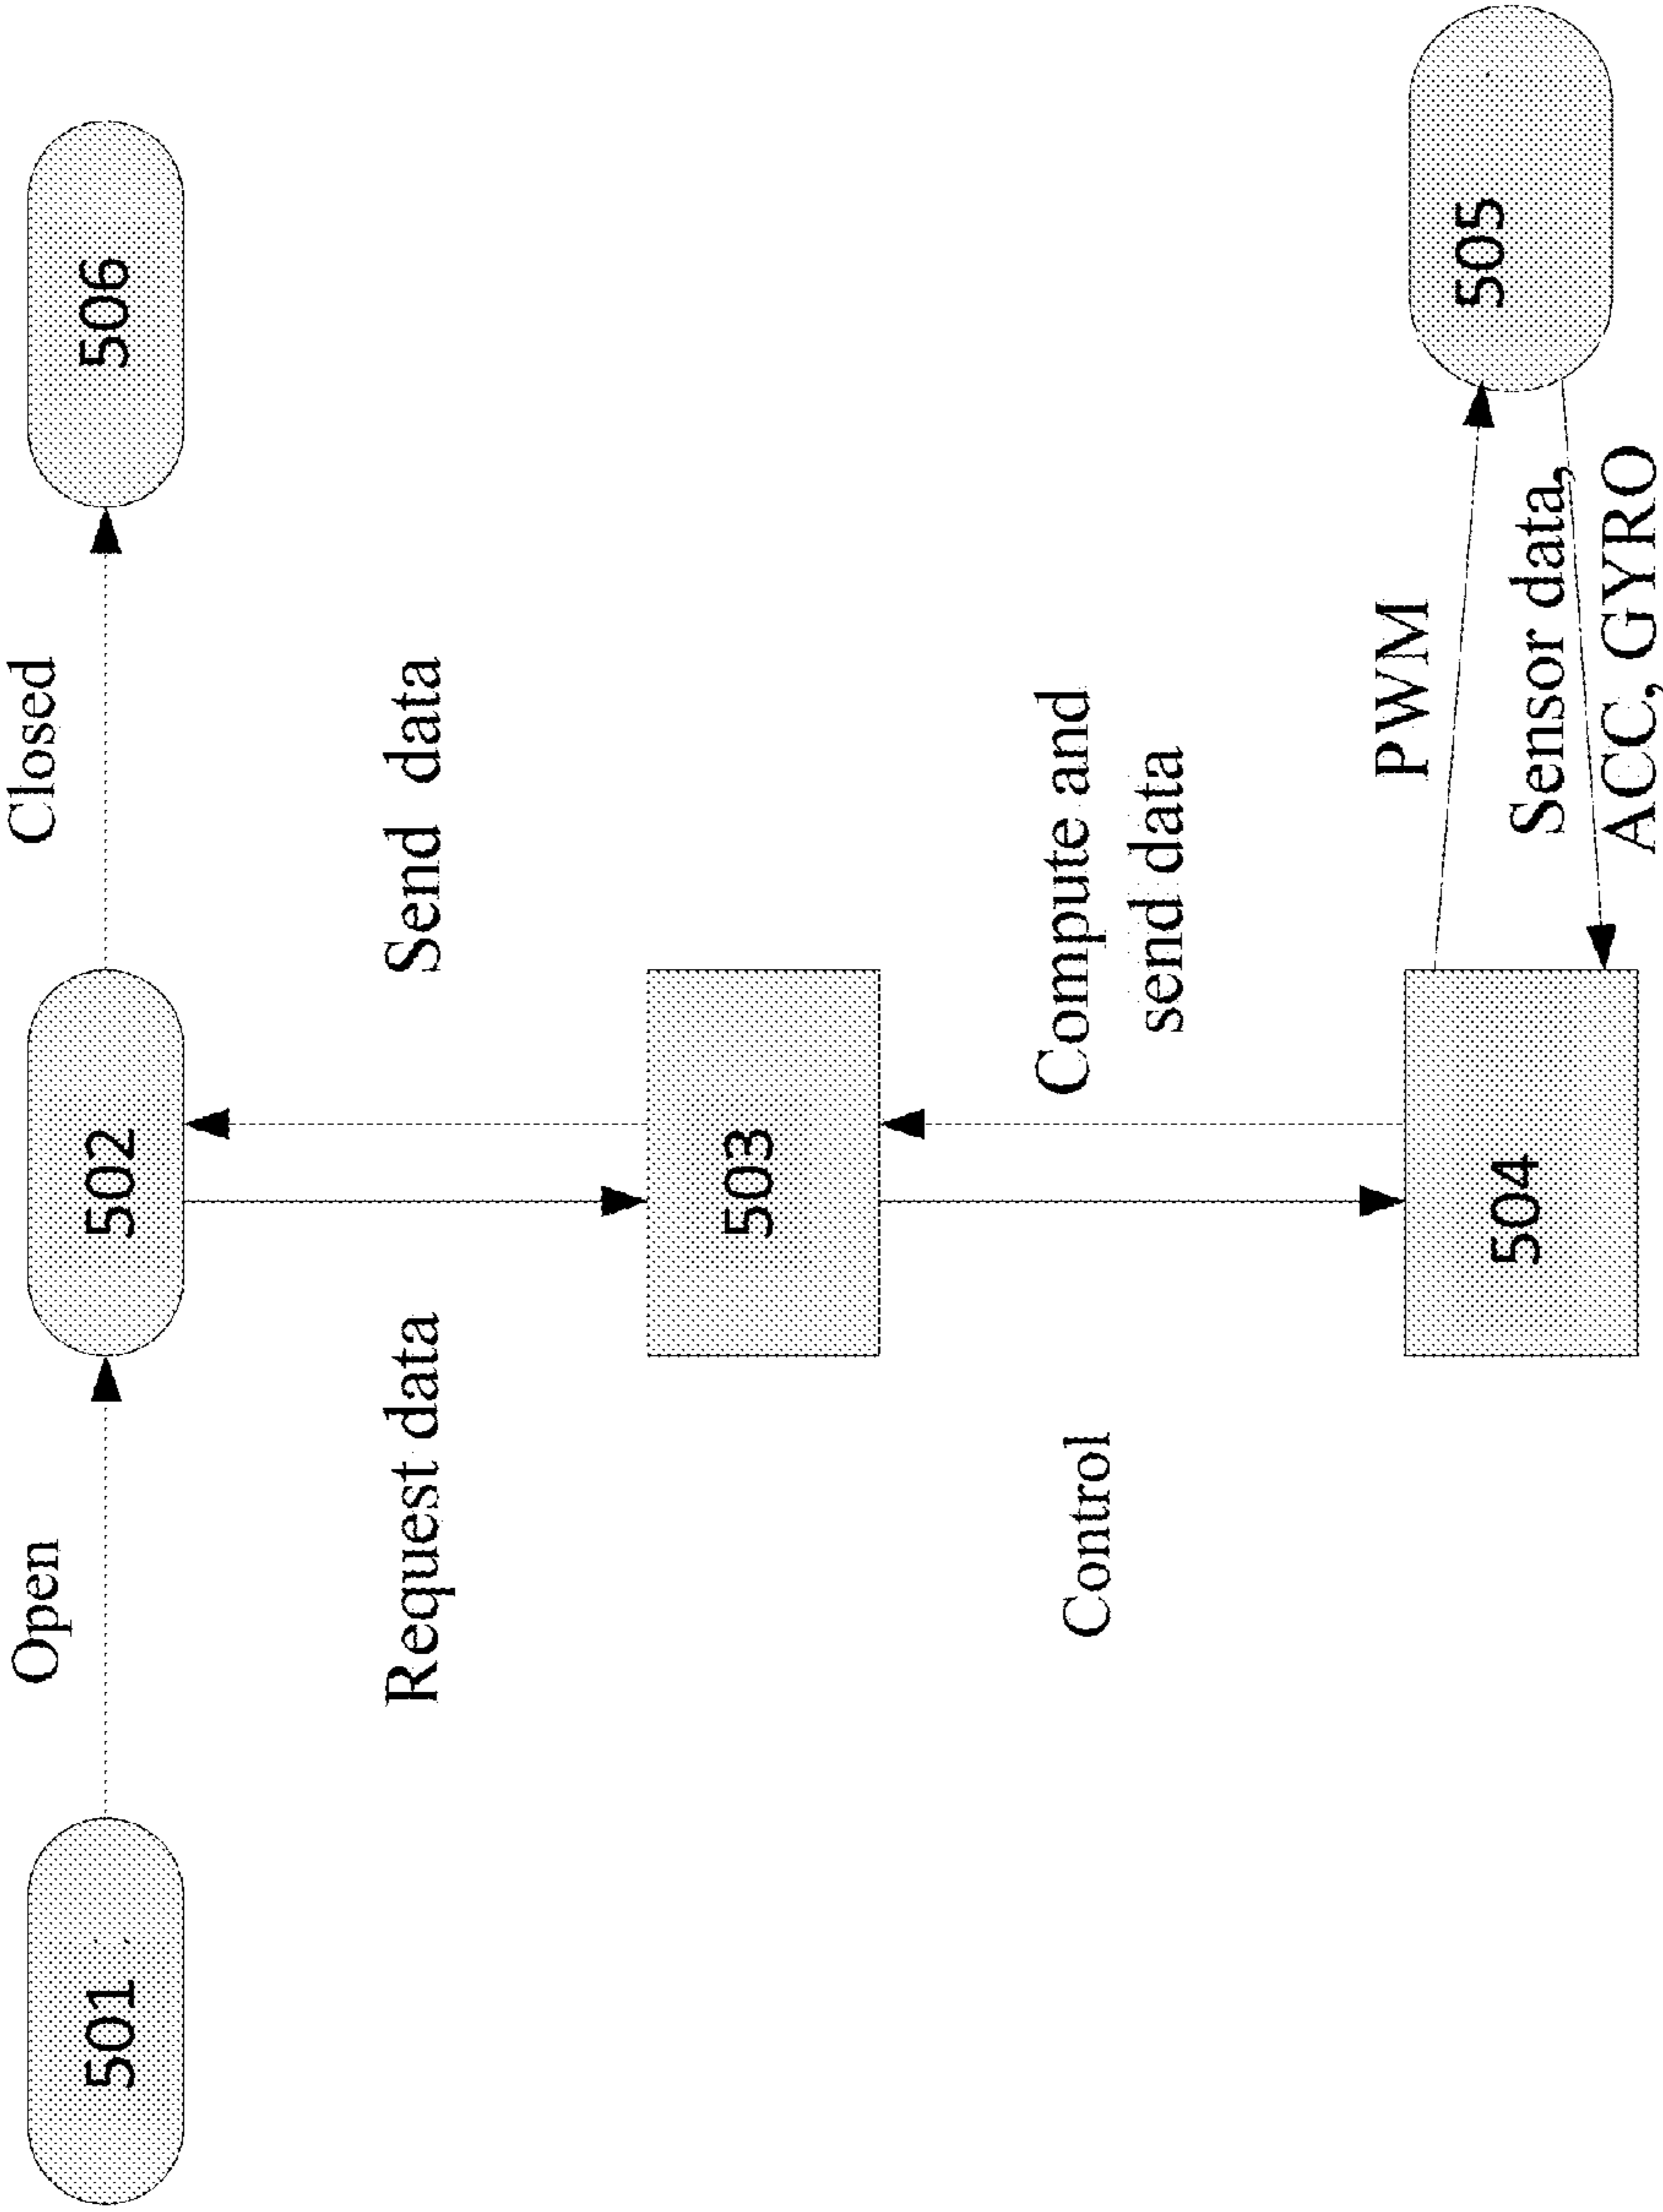 Open
Closed
501
502
506
Request data
Send data
503
Control
Compute and
send data
504
PWM
Sensor data,
ACC, GYRO
505